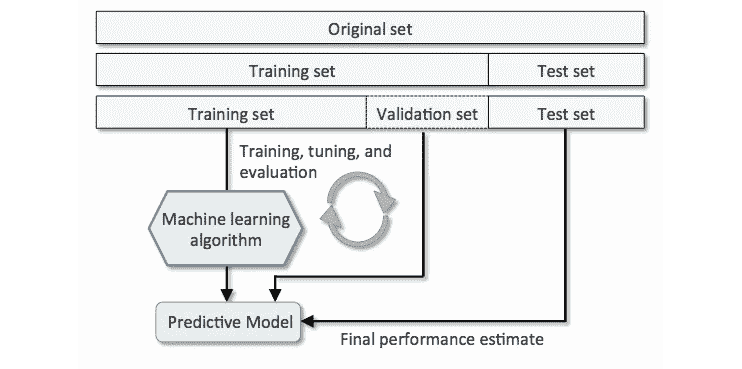 Original set
Training set
Test set
Training set
Validation set
Test set
Training, tuning, and
evaluation
Machine learning
algorithm
Predictive Model
Final performance estimate